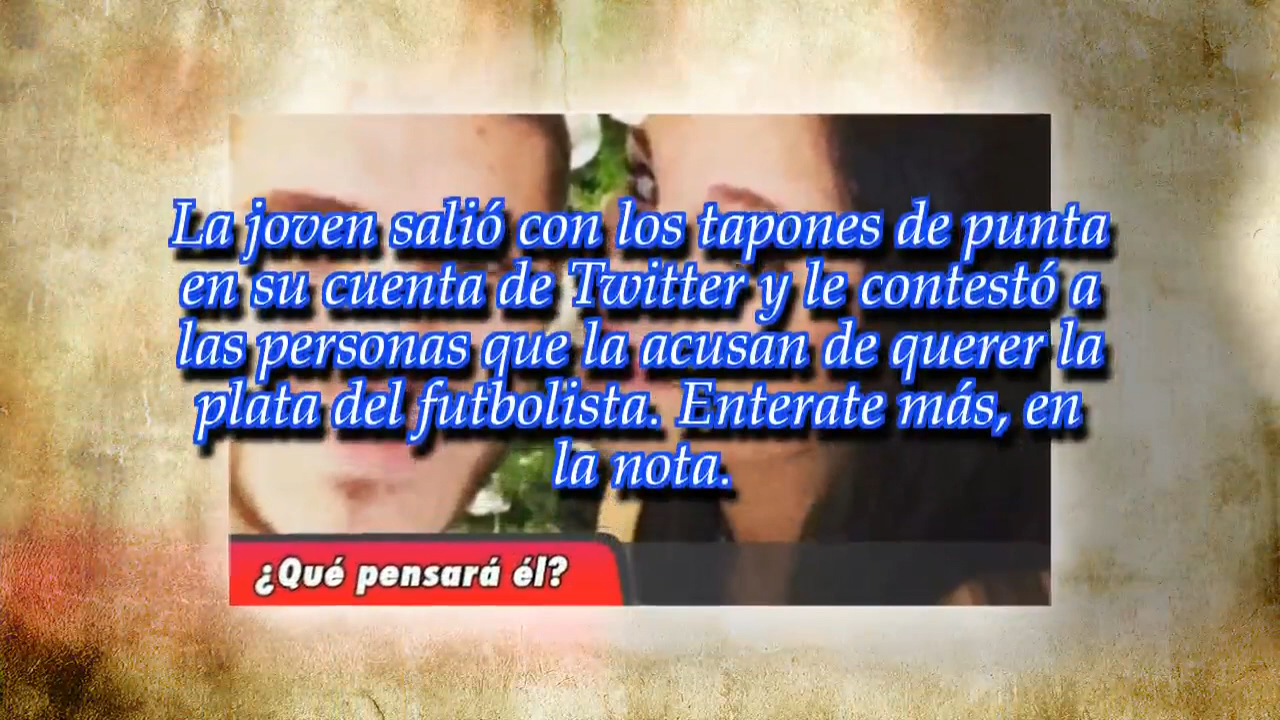 La joven salió con los tapones de punta
en su cuenta de Twitter y le contestó a
las personas que la acusan de querer la
plata del futbolista. Enterate más, en
la nota.
¿Qué pensará él?